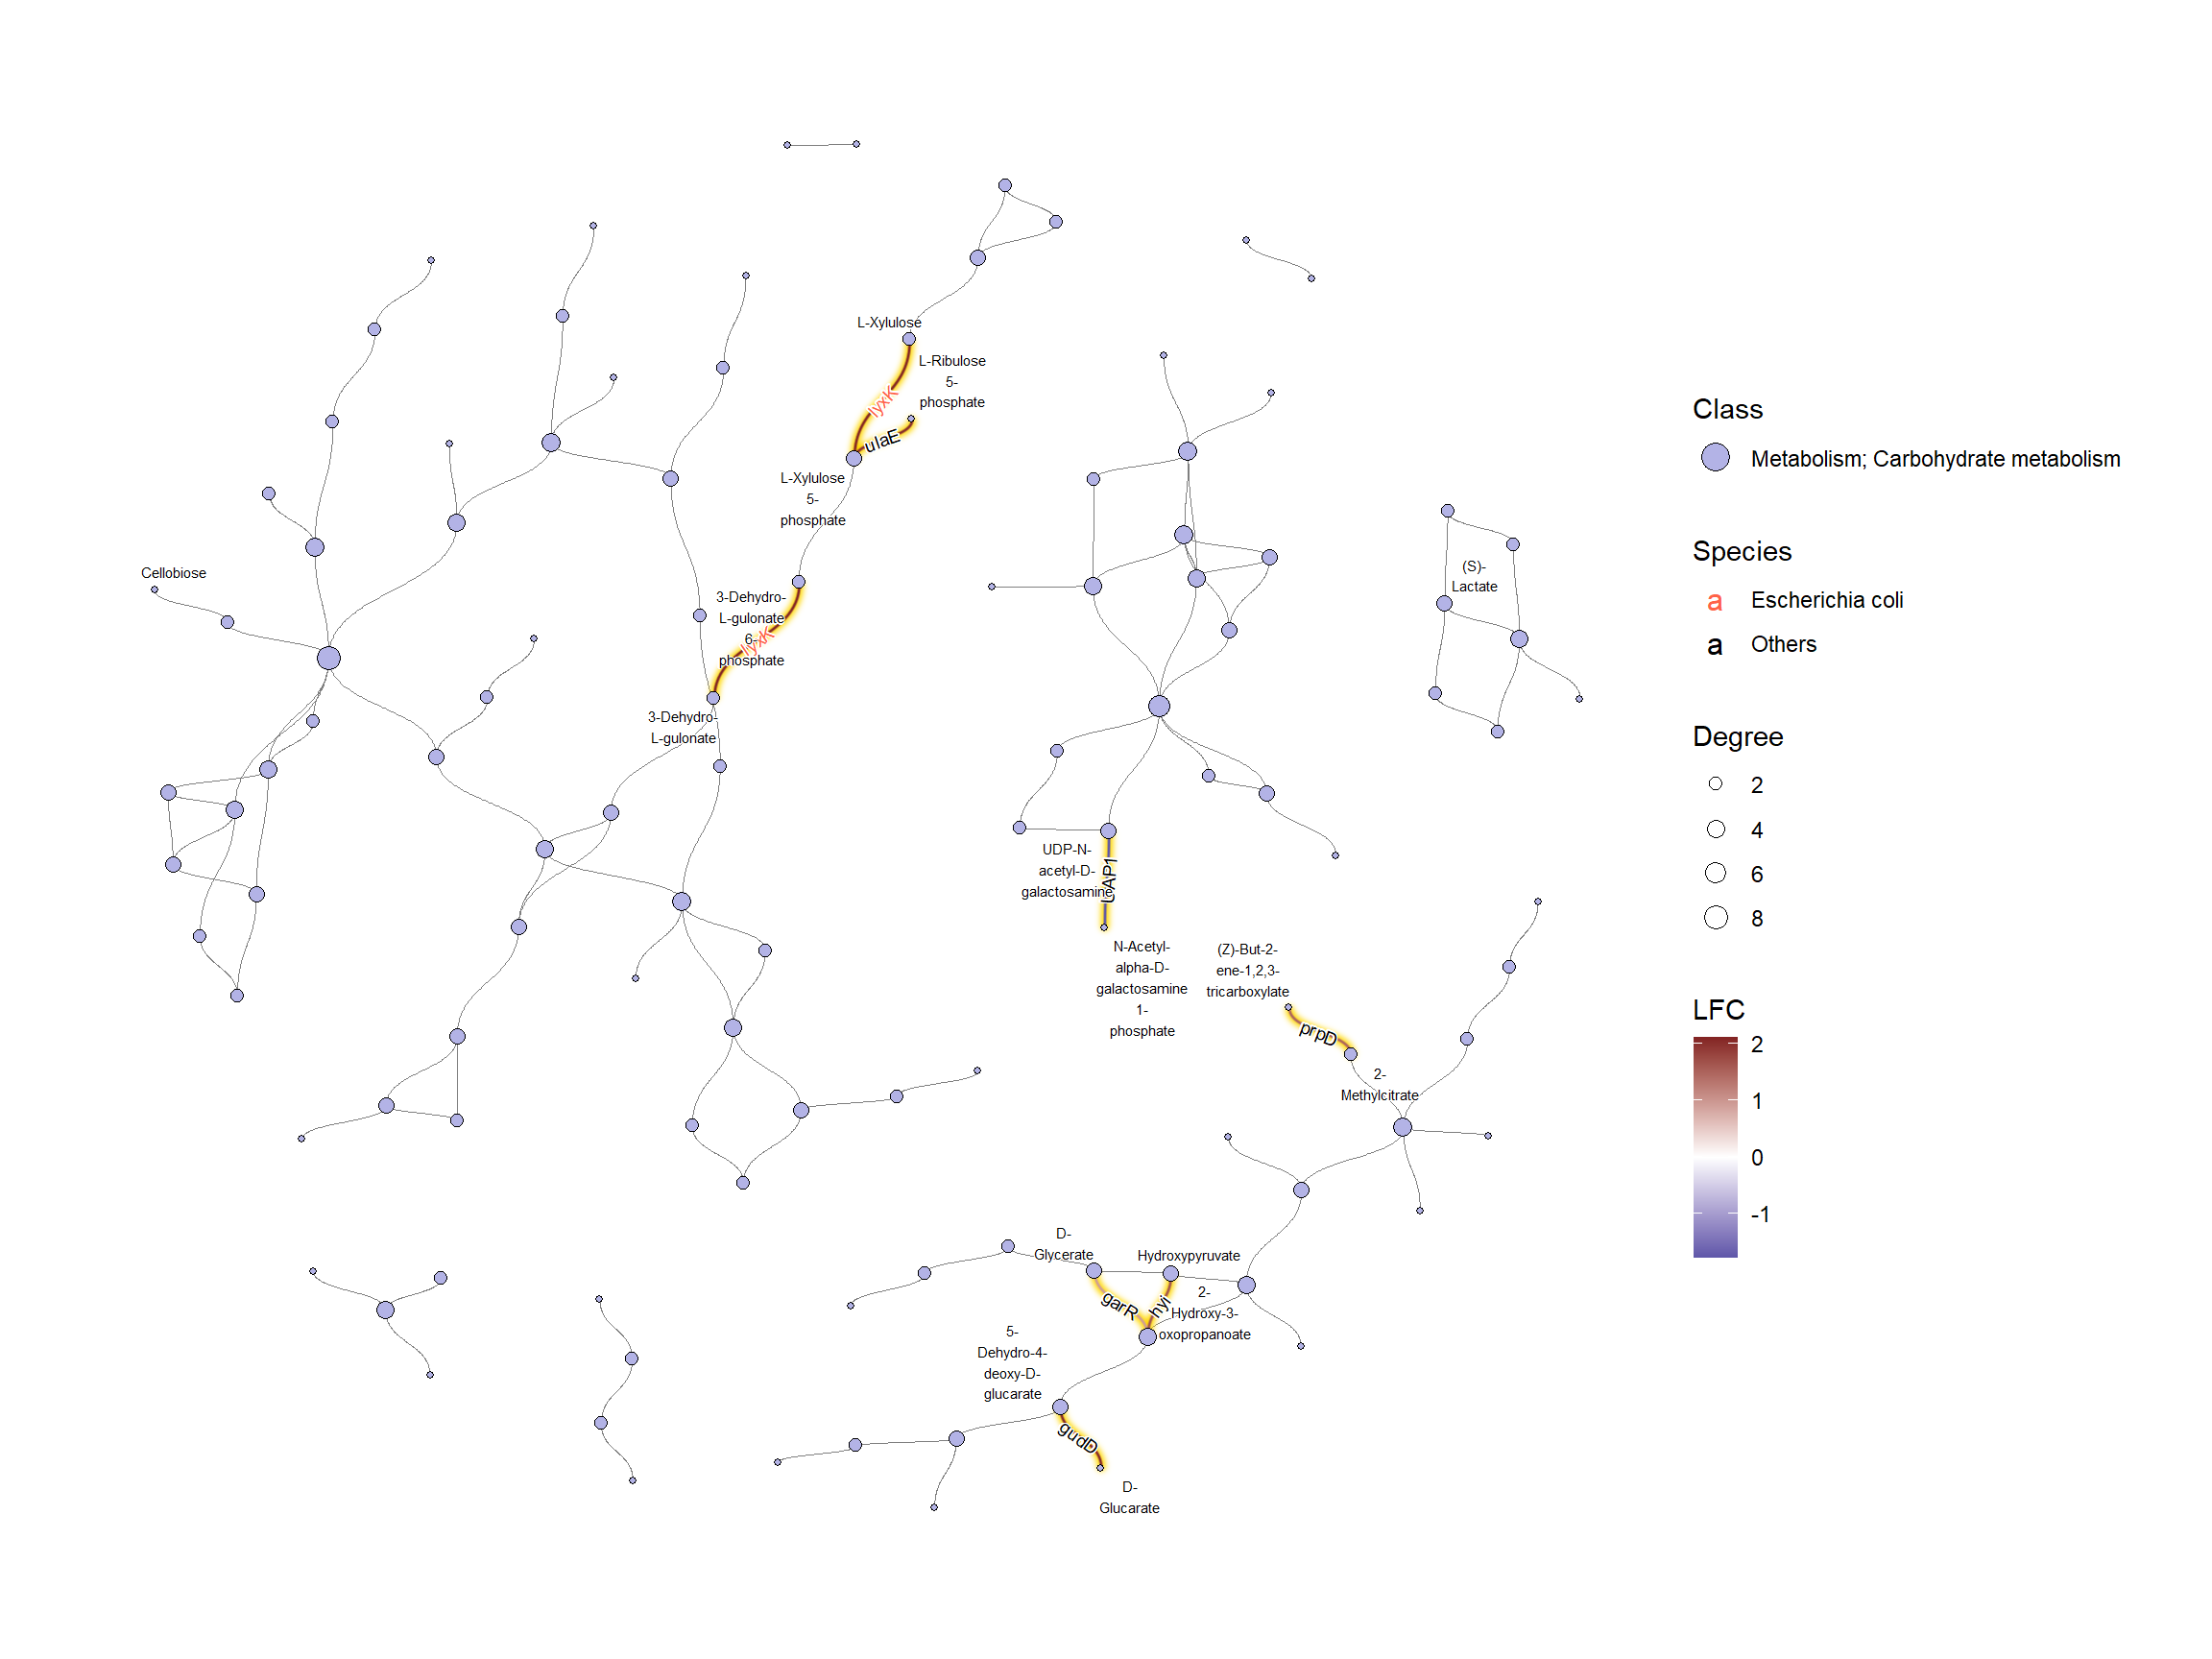 L-Xylulose
L-Ribulose
5-
phosphate
lyxK
ulaE
L-Xylulose
5-
phosphate
Cellobiose
3-Dehydro-
L-gulonate
6-
phosphate
lyxK
3-Dehydro-
L-gulonate
(S)-
Lactate
UDP-N-
acetyl-D-
galactosamine
UAP1
N-Acetyl-
alpha-D-
galactosamine
1-
phosphate
(Z)-But-2-
ene-1,2,3-
tricarboxylate
prpD
2-
Methylcitrate
D-
Glycerate
Hydroxypyruvate
garR
hyi
2-
Hydroxy-3-
oxopropanoate
5-
Dehydro-4-
deoxy-D-
glucarate
gudD
D-
Glucarate
Class
Metabolism; Carbohydrate metabolism
Species
a Escherichia coli
a Others
Degree
2
4
6
8
LFC
2
1
0
-1